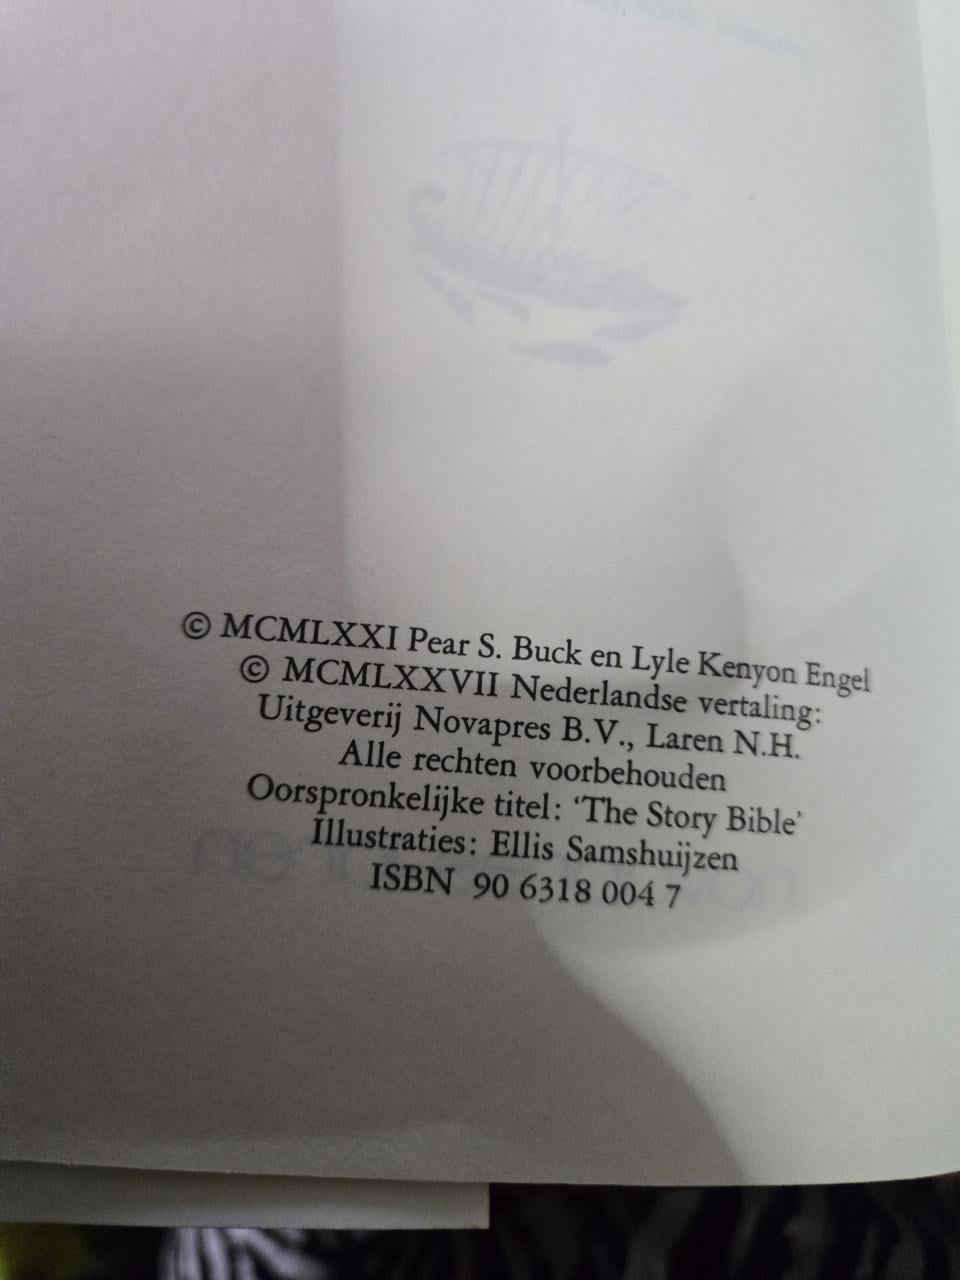 © MCMLXXI Pear S. Buck en Lyle Kenyon Engel
© MCMLXXVII Nederlandse vertaling:
Uitgeverij Novapres B.V., Laren N.H.
Alle rechten voorbehouden
Oorspronkelijke titel: ‘The Story Bible’
Illustraties: Ellis Samshuijzen
ISBN 90 6318 004 7